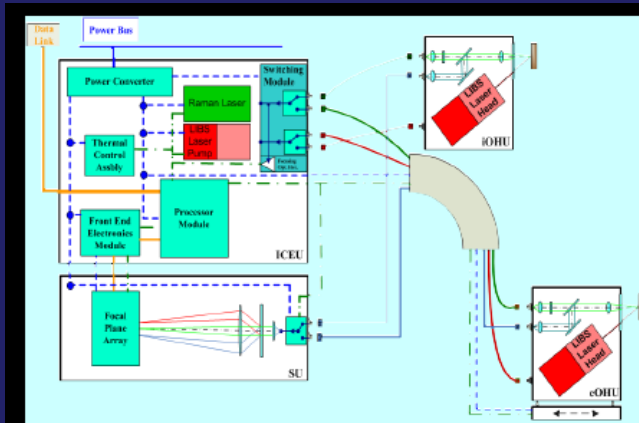 Data
Link
Power Bus
Power Converter
Switching
Module
Raman Laser
LIBS
Laser
Pump
Thermal
Control
Assbly
Processor
Module
Front End
Electronics
Module
ICEU
Focal
Plane
Array
SU
LIBS
Laser
Head
iOHU
LIBS
Laser
Head
eOHU